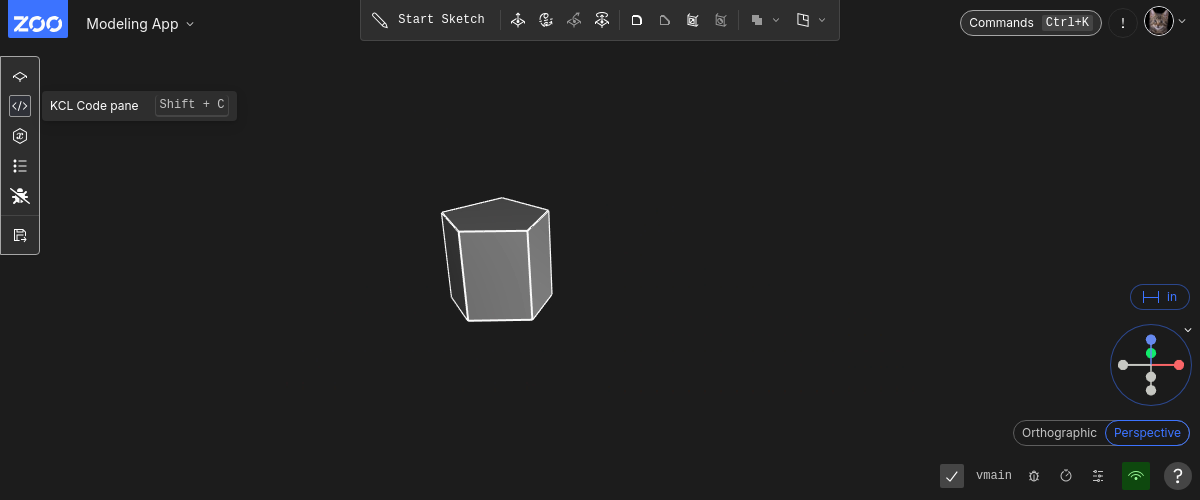 ZOO Modeling App Start Sketch Commands Ctrl+K !
KCL Code pane Shift + C
in
Orthographic Perspective
vmain ?